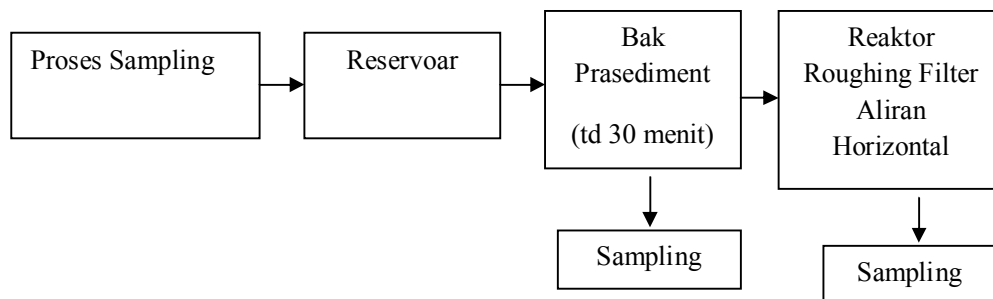 Proses Sampling
Reservoar
Bak
Prasediment
(td 30 menit)
Reaktor
Roughing Filter
Aliran
Horizontal
Sampling
Sampling